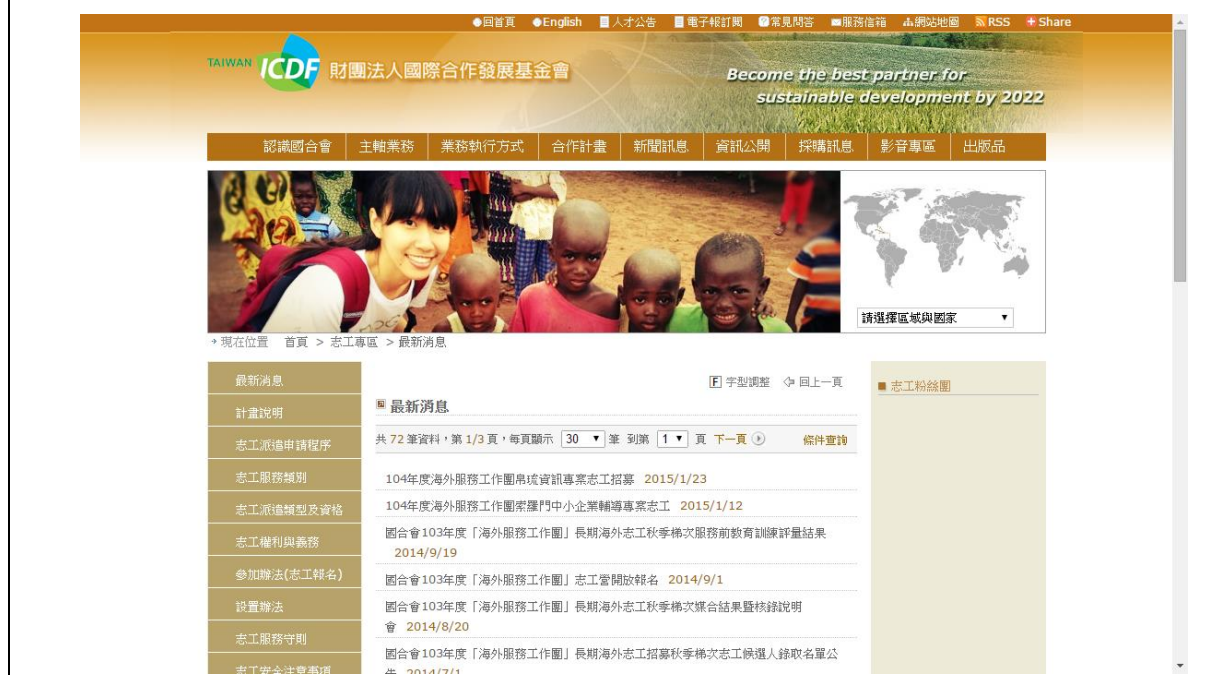 回首頁 English 人才公告 電子報訂閱 常見問答 服務信箱 網站地圖 RSS Share
TAIWAN ICDF 財團法人國際合作發展基金會
Become the best partner for
sustainable development by 2022
認識國合會 主軸業務 業務執行方式 合作計畫 新聞訊息 資訊公開 採購訊息 影音專區 出版品
請選擇區域與國家
現在位置 首頁 > 志工專區 > 最新消息
最新消息
計畫說明
志工派遣申請程序
志工服務類別
志工派遣類型及資格
志工權利與義務
參加辦法(志工報名)
設置辦法
志工服務守則
志工安全注意事項
F 字型調整 回上一頁
最新消息
共 72 筆資料，第 1/3 頁，每頁顯示 30 筆 到第 1 頁 下一頁 條件查詢
104年度海外服務工作團帛琉資訊專案志工招募 2015/1/23
104年度海外服務工作團索羅門中小企業輔導專案志工 2015/1/12
國合會103年度「海外服務工作團」長期海外志工秋季梯次服務前教育訓練評量結果
2014/9/19
國合會103年度「海外服務工作團」志工營開放報名 2014/9/1
國合會103年度「海外服務工作團」長期海外志工秋季梯次媒合結果暨核錄說明
會 2014/8/20
國合會103年度「海外服務工作團」長期海外志工招募秋季梯次志工候選人錄取名單公
告 2014/7/1
志工粉絲團